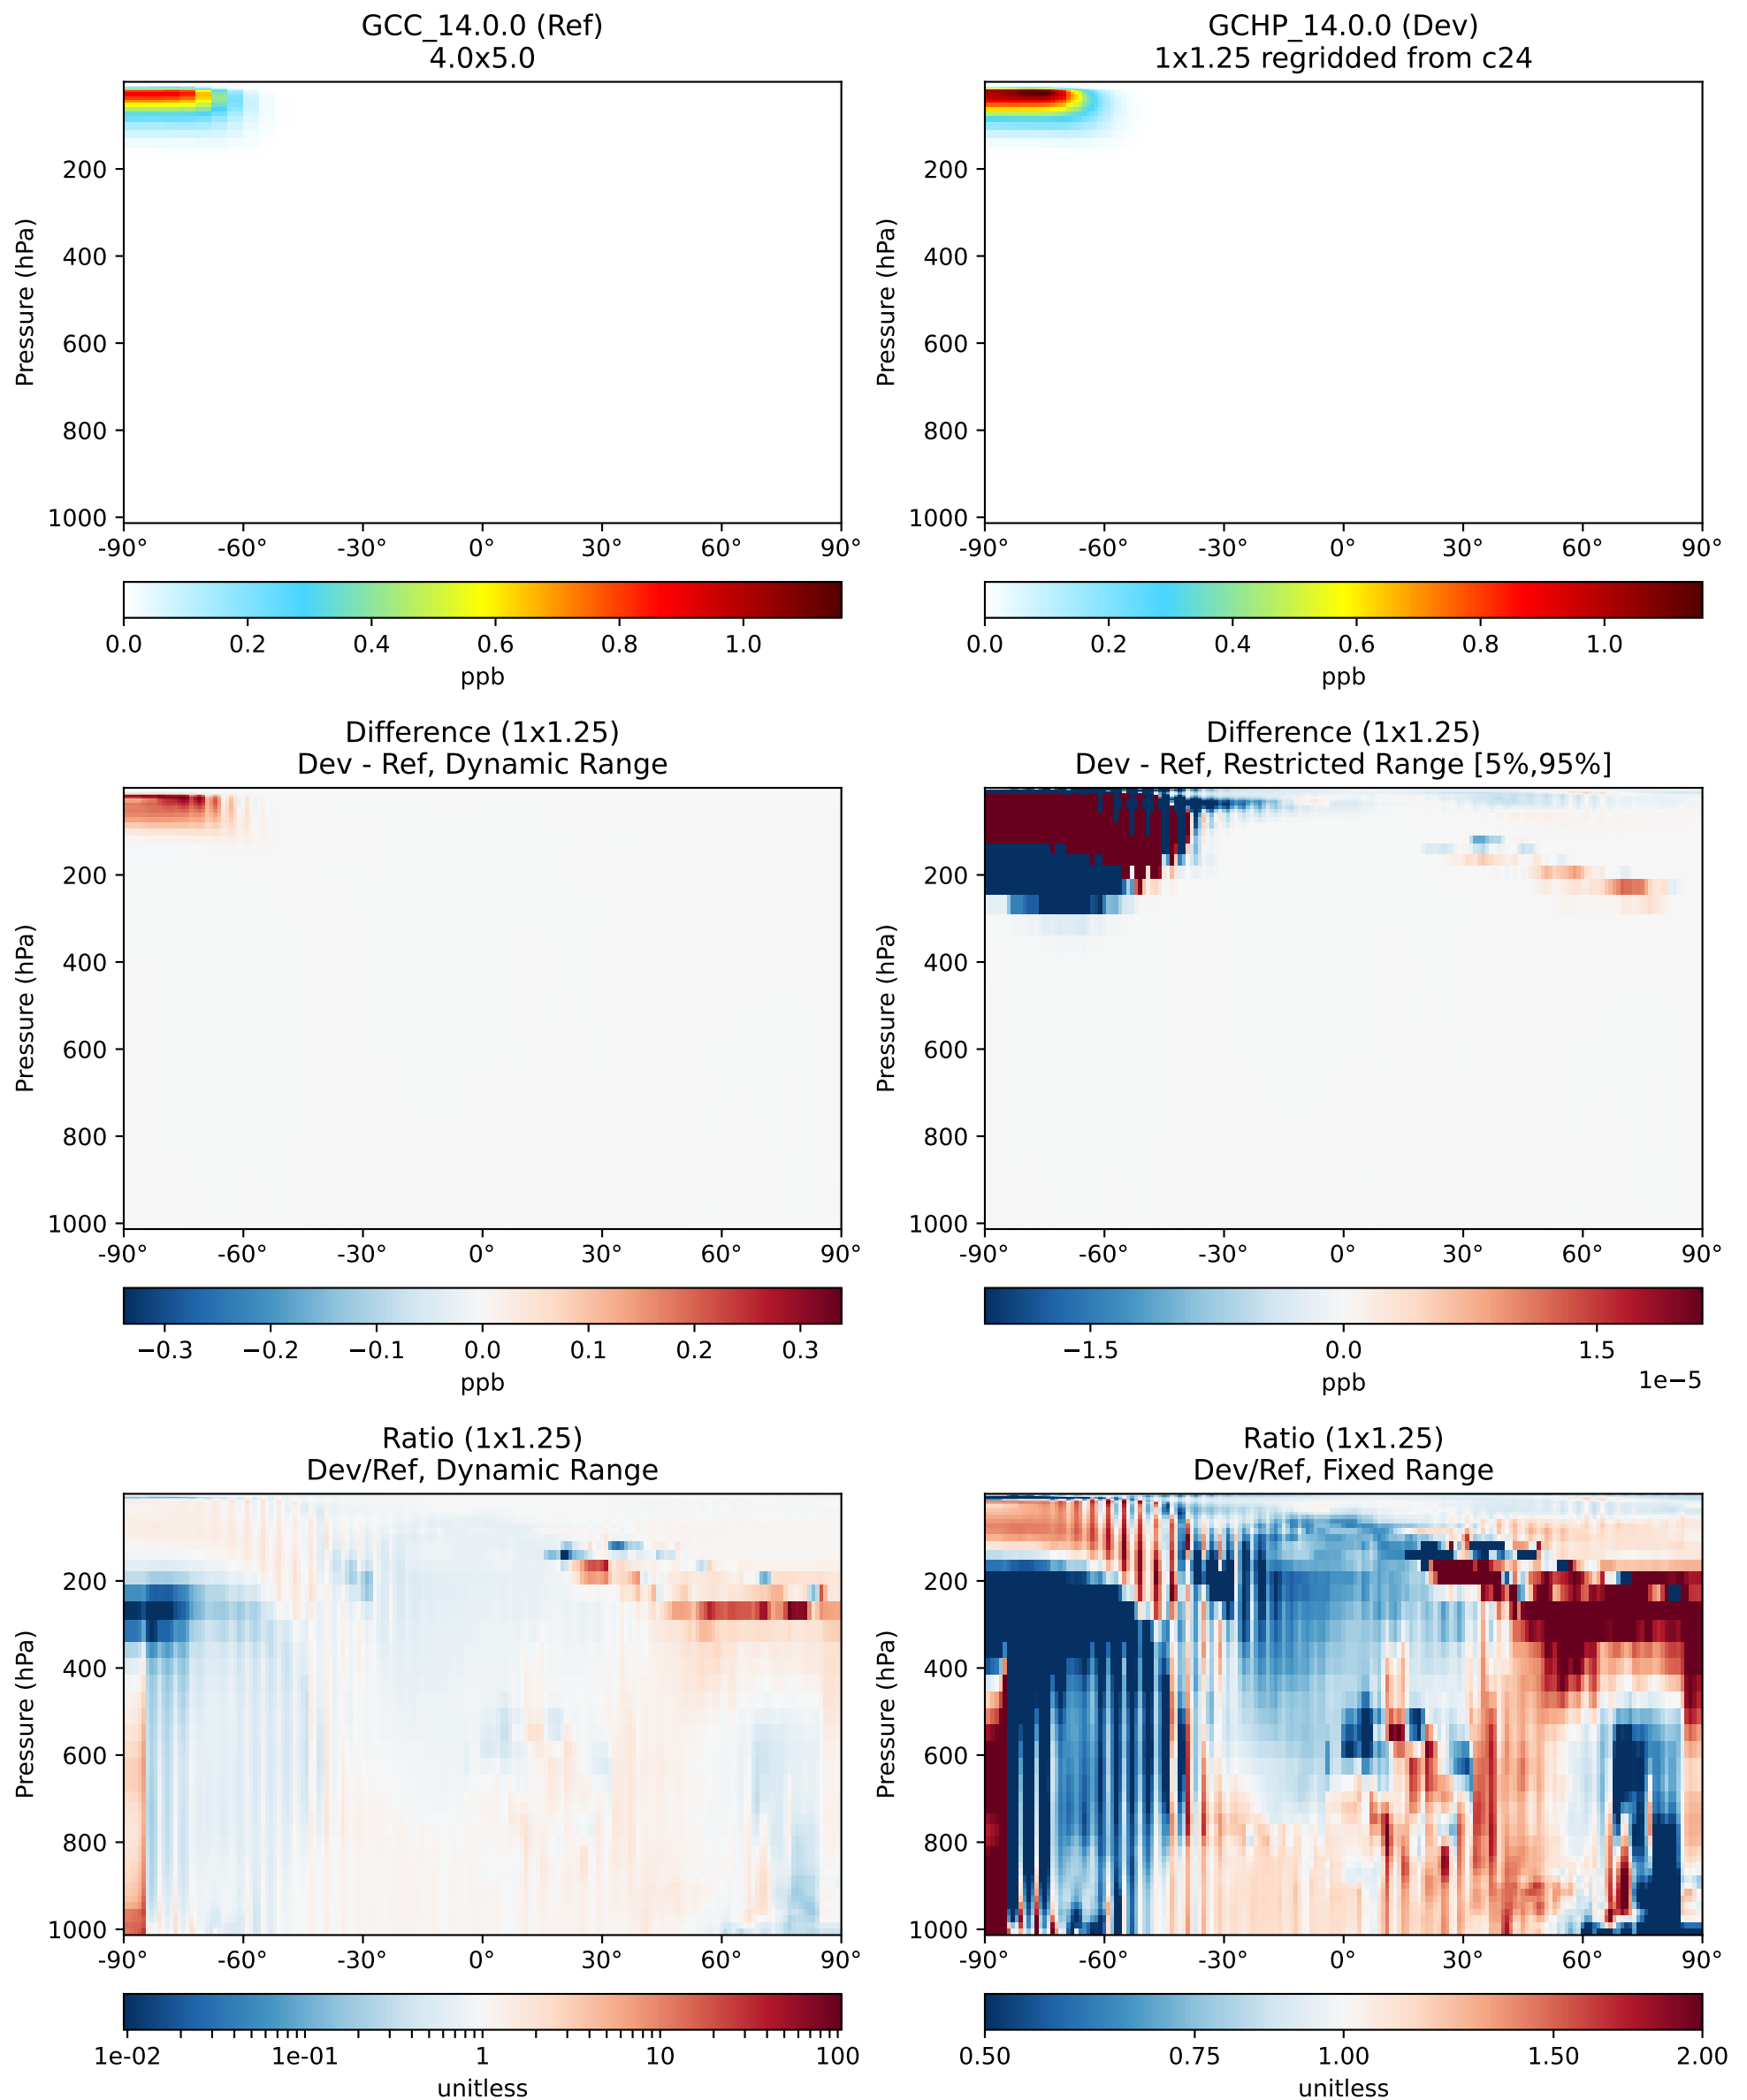 GCC_14.0.0 (Ref)
4.0x5.0
Pressure (hPa)
200
400
600
800
1000
-90° -60° -30° 0° 30° 60° 90°
0.0 0.2 0.4 0.6 0.8 1.0
ppb
GCHP_14.0.0 (Dev)
1x1.25 regridded from c24
Pressure (hPa)
200
400
600
800
1000
-90° -60° -30° 0° 30° 60° 90°
0.0 0.2 0.4 0.6 0.8 1.0
ppb
Difference (1x1.25)
Dev - Ref, Dynamic Range
Pressure (hPa)
200
400
600
800
1000
-90° -60° -30° 0° 30° 60° 90°
−0.3 −0.2 −0.1 0.0 0.1 0.2 0.3
ppb
Difference (1x1.25)
Dev - Ref, Restricted Range [5%,95%]
Pressure (hPa)
200
400
600
800
1000
-90° -60° -30° 0° 30° 60° 90°
−1.5 0.0 1.5
ppb
1e−5
Ratio (1x1.25)
Dev/Ref, Dynamic Range
Pressure (hPa)
200
400
600
800
1000
-90° -60° -30° 0° 30° 60° 90°
1e-02 1e-01 1 10 100
unitless
Ratio (1x1.25)
Dev/Ref, Fixed Range
Pressure (hPa)
200
400
600
800
1000
-90° -60° -30° 0° 30° 60° 90°
0.50 0.75 1.00 1.50 2.00
unitless